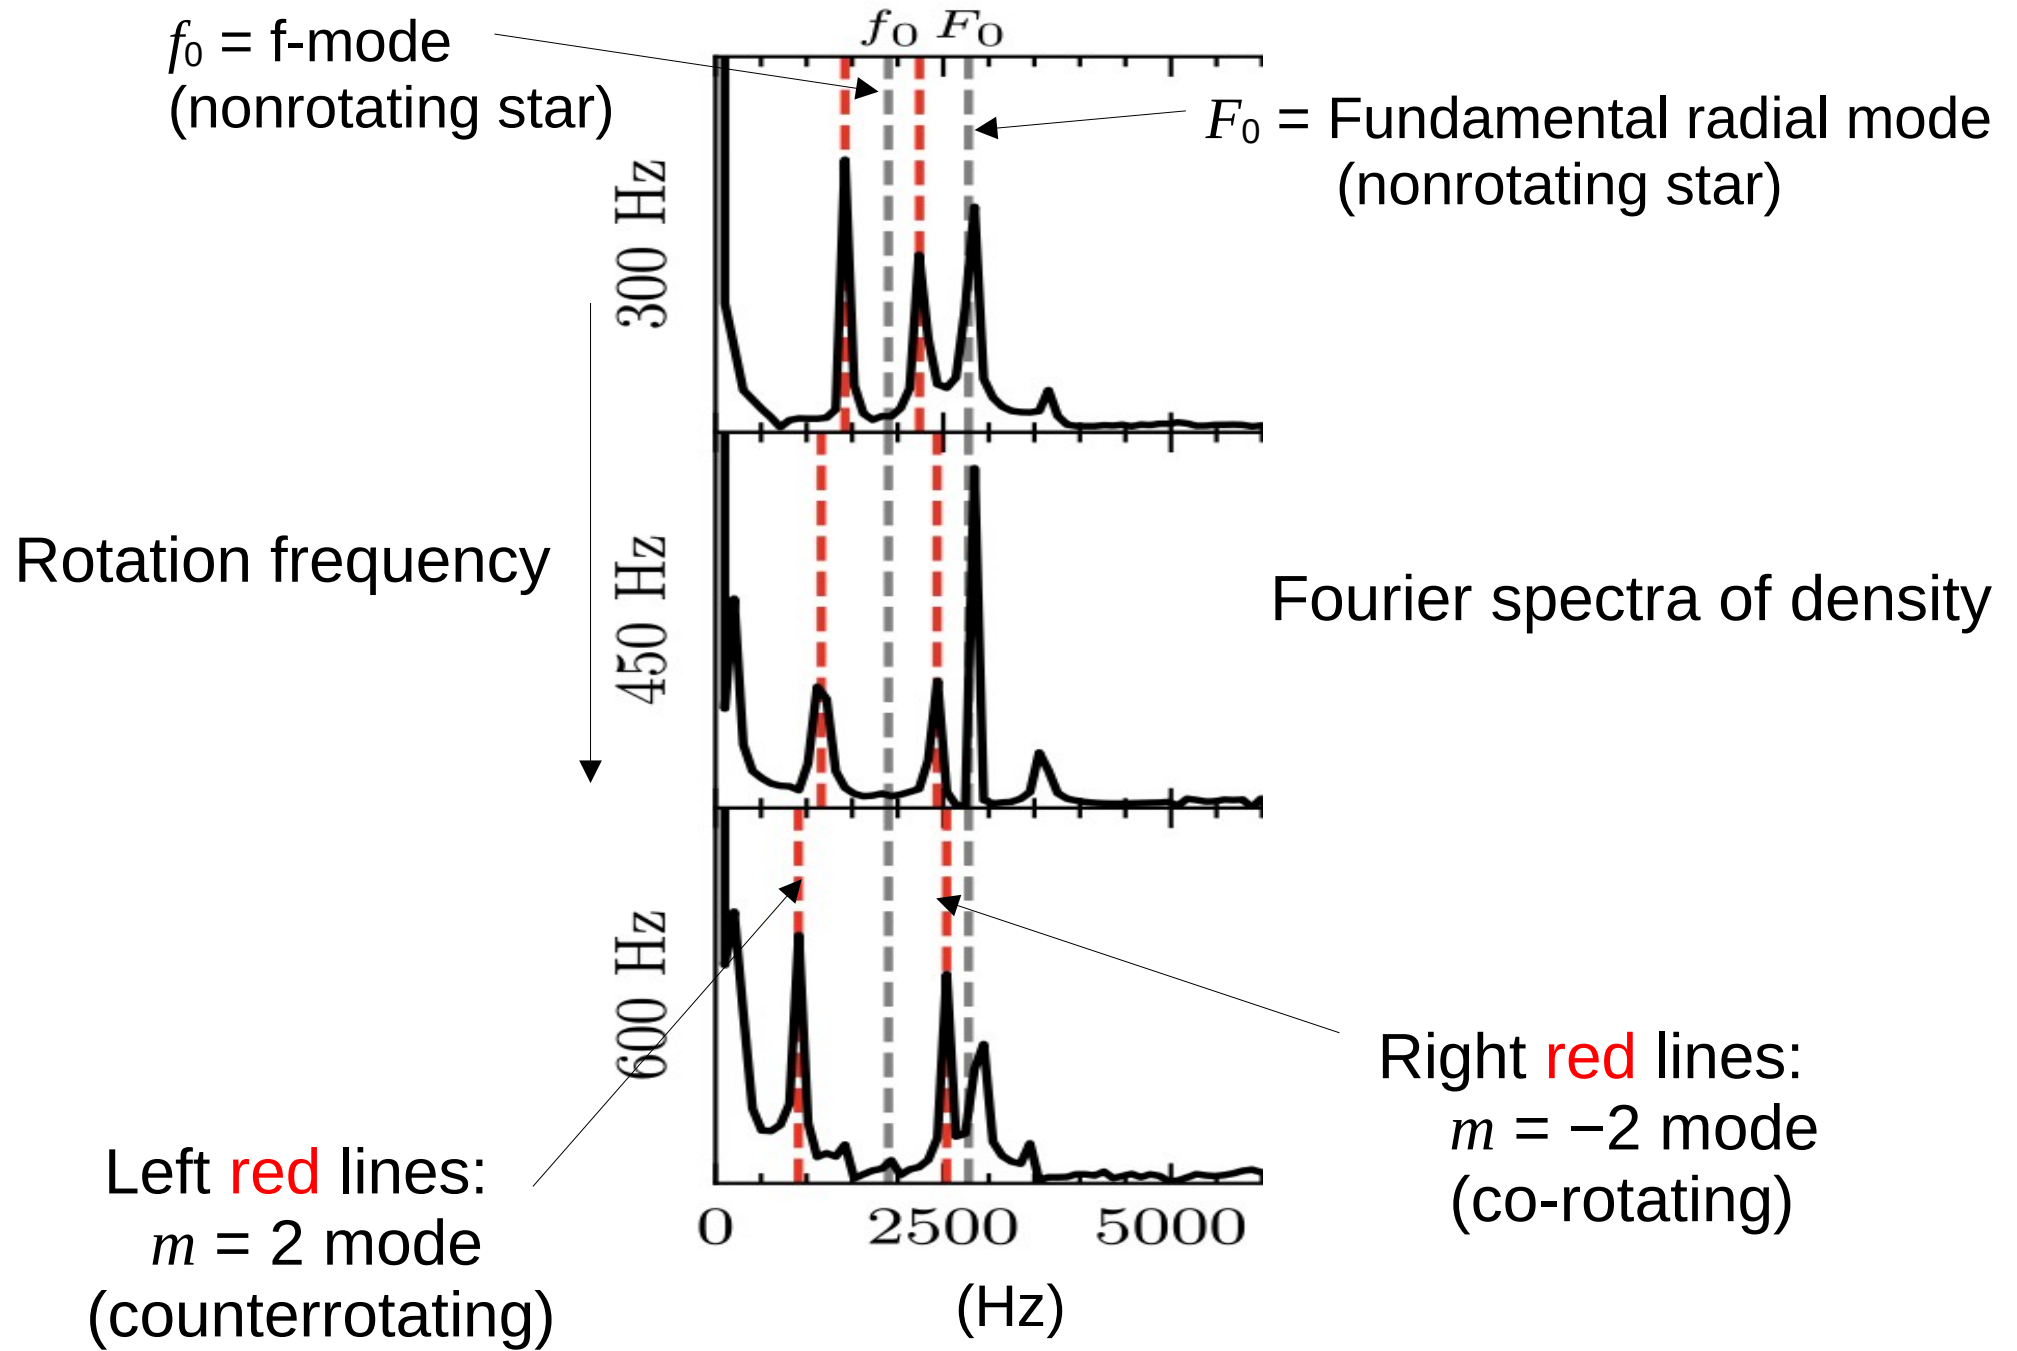 f₀ F₀
f₀ = f-mode
(nonrotating star)
F₀ = Fundamental radial mode
(nonrotating star)
300 Hz
Rotation frequency
450 Hz
Fourier spectra of density
600 Hz
Left red lines:
m = 2 mode
(counterrotating)
Right red lines:
m = −2 mode
(co-rotating)
0 2500 5000
(Hz)